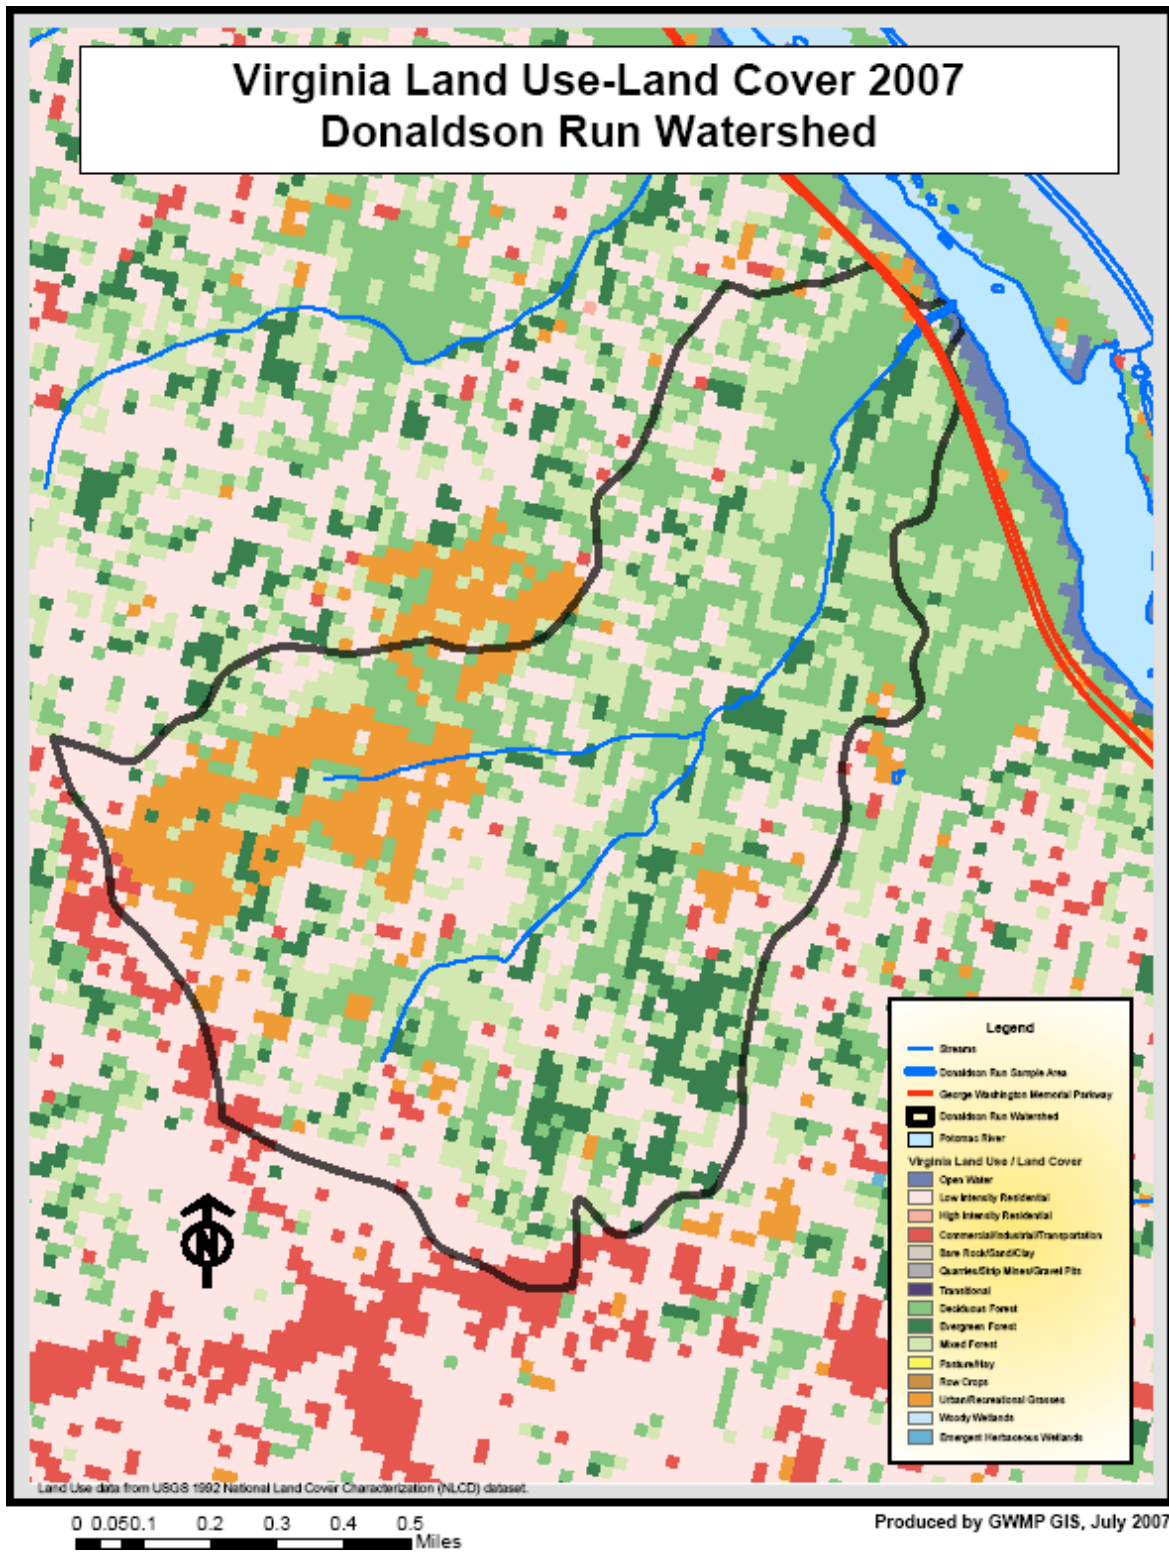 Virginia Land Use-Land Cover 2007
Donaldson Run Watershed
Legend
Streams
Donaldson Run Sample Area
George Washington Memorial Parkway
Donaldson Run Watershed
Potomac River
Virginia Land Use / Land Cover
Open Water
Low Intensity Residential
High Intensity Residential
Commercial/Industrial/Transportation
Bare Rock/Sand/Clay
Quarries/Strip Mines/Gravel Pits
Transitional
Deciduous Forest
Evergreen Forest
Mixed Forest
Pasture/Hay
Row Crops
Urban/Recreational Grasses
Woody Wetlands
Emergent Herbaceous Wetlands
N
Land Use data from USGS 1992 National Land Cover Characterization (NLCD) dataset.
0 0.050.1 0.2 0.3 0.4 0.5
Miles
Produced by GWMP GIS, July 2007